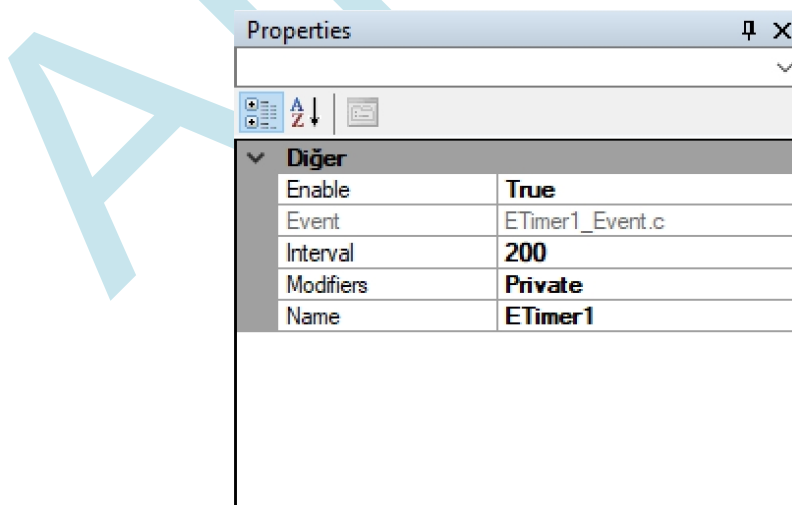 Properties
Diğer
Enable True
Event ETimer1_Event.c
Interval 200
Modifiers Private
Name ETimer1